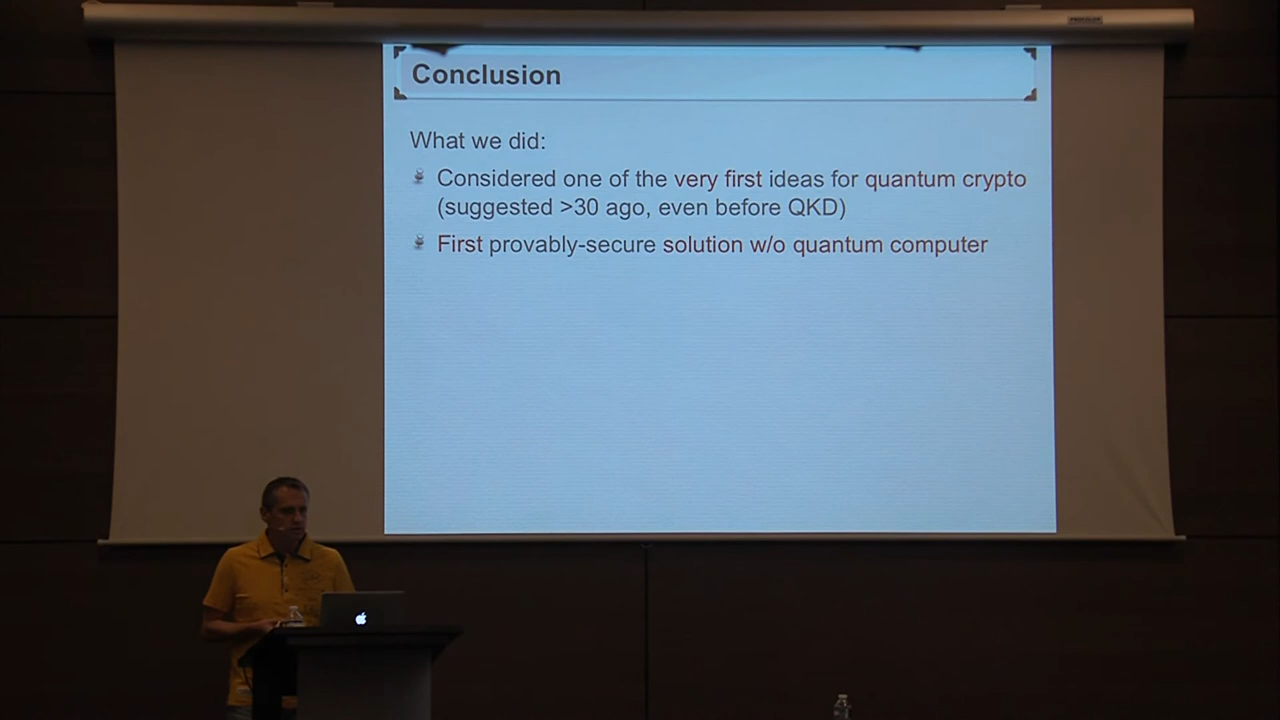 Conclusion
What we did:
Considered one of the very first ideas for quantum crypto
(suggested >30 ago, even before QKD)
First provably-secure solution w/o quantum computer